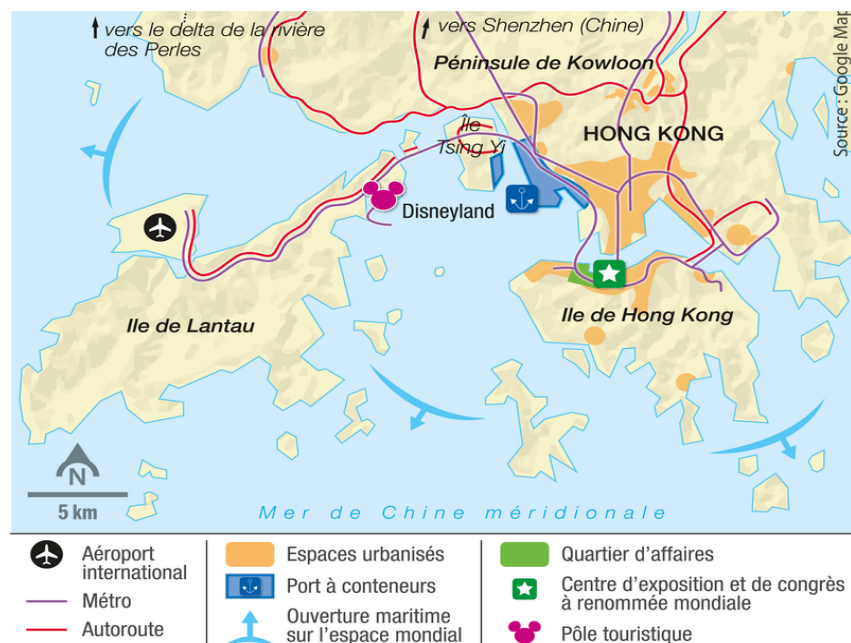 vers le delta de la rivière
des Perles
vers Shenzhen (Chine)
Péninsule de Kowloon
Source : Google Map
Île
Tsing Yi
HONG KONG
Disneyland
Ile de Lantau
Ile de Hong Kong
N
5 km
Mer de Chine méridionale
Aéroport
international
Métro
Autoroute
Espaces urbanisés
Port à conteneurs
Ouverture maritime
sur l'espace mondial
Quartier d'affaires
Centre d'exposition et de congrès
à renommée mondiale
Pôle touristique